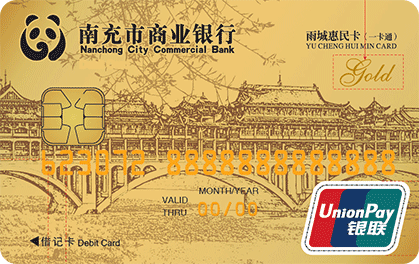 南充市商业银行
Nanchong City Commercial Bank
雨城惠民卡（一卡通）
YU CHENG HUI MIN CARD
Gold
623072 8888888888888
MONTH/YEAR
VALID
THRU
00/00
UnionPay
银联
借记卡 Debit Card